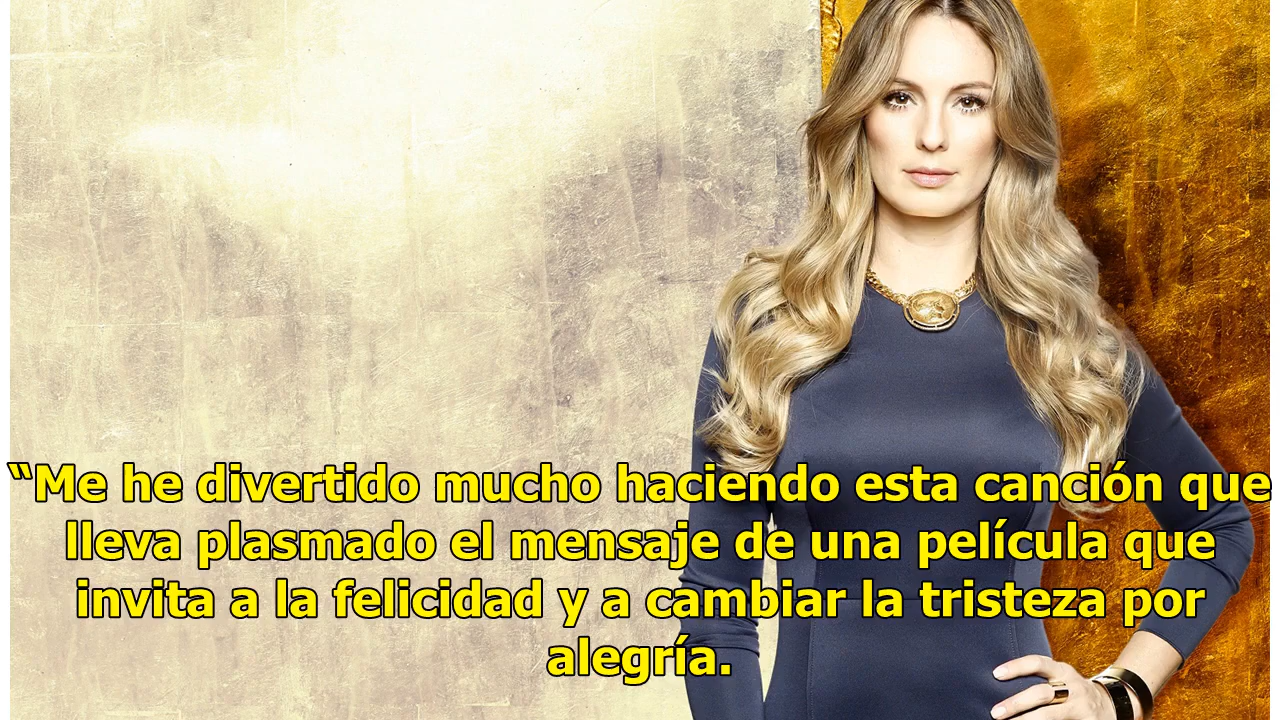 “Me he divertido mucho haciendo esta canción que
lleva plasmado el mensaje de una película que
invita a la felicidad y a cambiar la tristeza por
alegría.